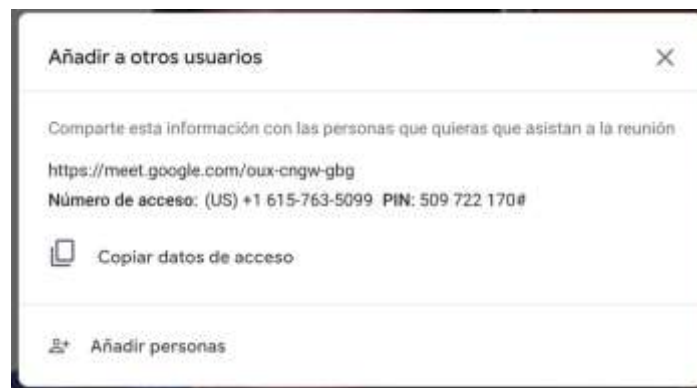 Añadir a otros usuarios
Comparte esta información con las personas que quieras que asistan a la reunión
https://meet.google.com/oux-cngw-gbg
Número de acceso: (US) +1 615-763-5099 PIN: 509 722 170#
Copiar datos de acceso
Añadir personas